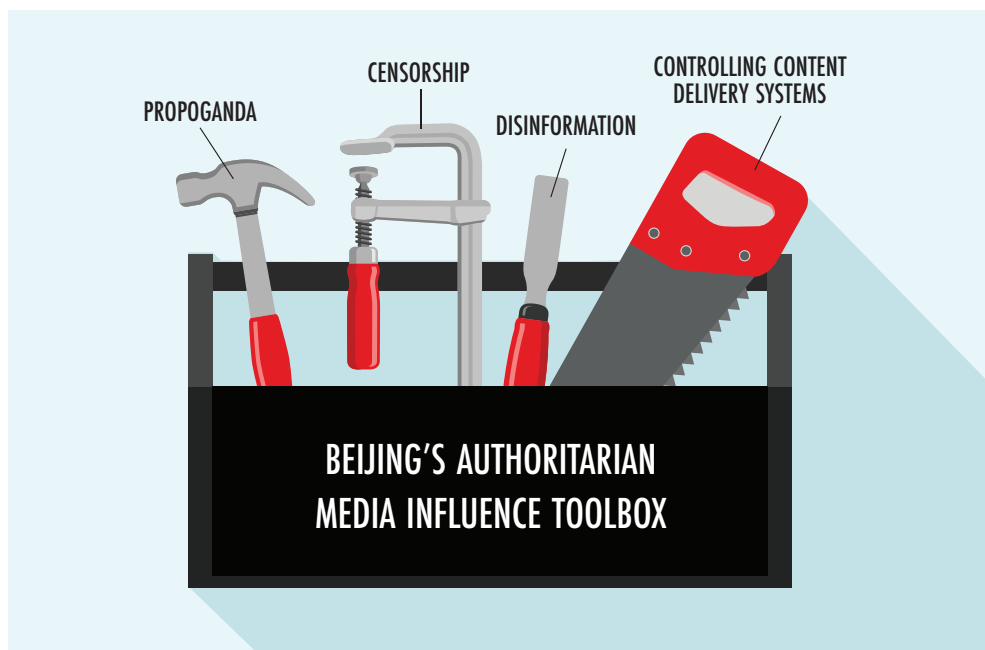 PROPOGANDA
CENSORSHIP
DISINFORMATION
CONTROLLING CONTENT
DELIVERY SYSTEMS
BEIJING'S AUTHORITARIAN
MEDIA INFLUENCE TOOLBOX